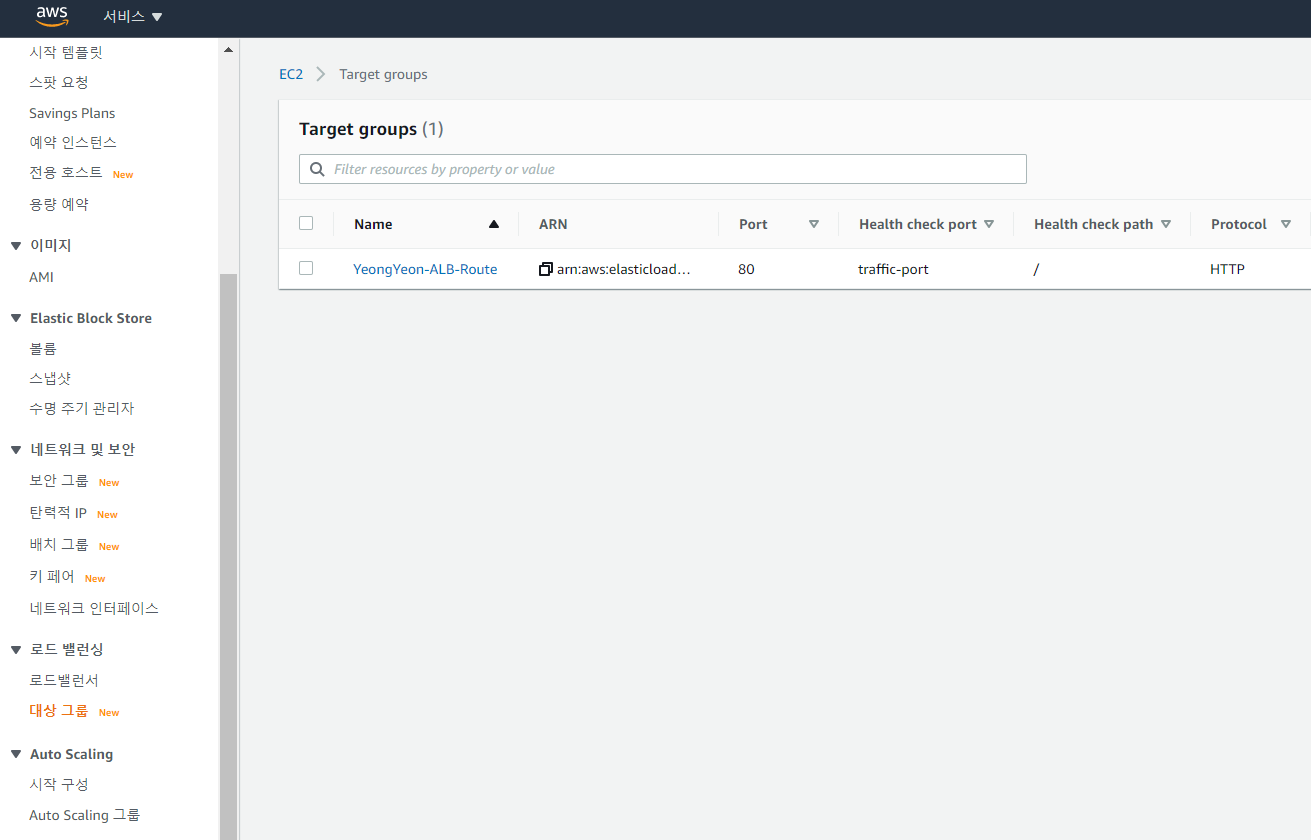 aws 서비스
시작 템플릿
스팟 요청
Savings Plans
예약 인스턴스
전용 호스트 New
용량 예약
이미지
AMI
Elastic Block Store
볼륨
스냅샷
수명 주기 관리자
네트워크 및 보안
보안 그룹 New
탄력적 IP New
배치 그룹 New
키 페어 New
네트워크 인터페이스
로드 밸런싱
로드밸런서
대상 그룹 New
Auto Scaling
시작 구성
Auto Scaling 그룹
EC2 Target groups
Target groups (1)
Filter resources by property or value
Name ARN Port Health check port Health check path Protocol
YeongYeon-ALB-Route arn:aws:elasticload... 80 traffic-port / HTTP